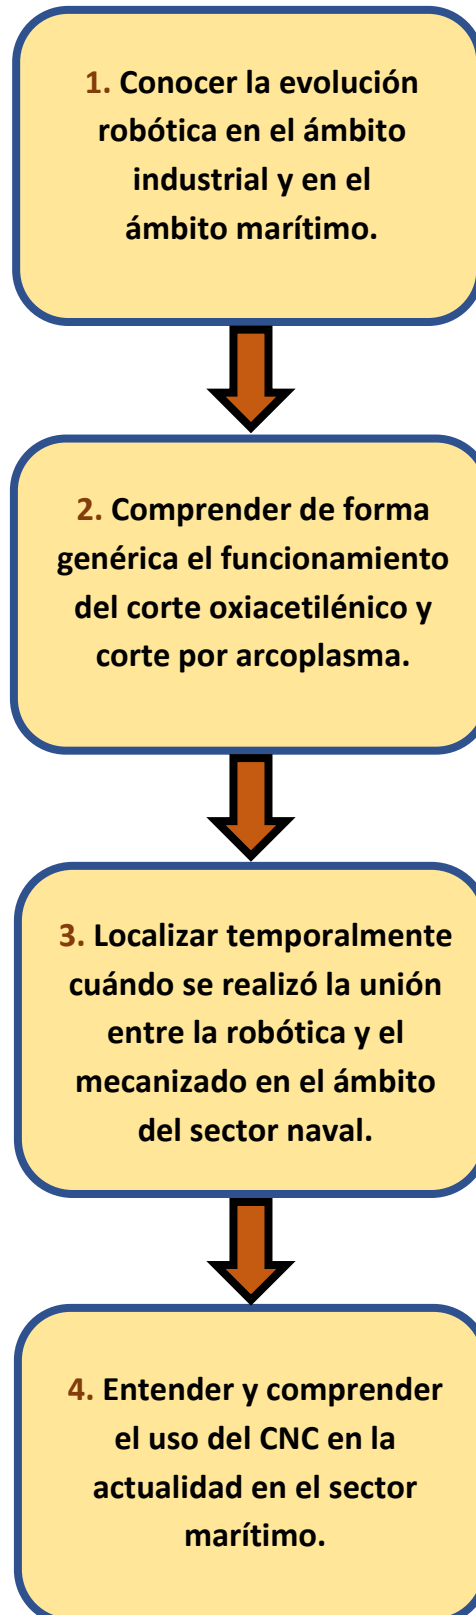 1. Conocer la evolución
robótica en el ámbito
industrial y en el
ámbito marítimo.
2. Comprender de forma
genérica el funcionamiento
del corte oxiacetilénico y
corte por arcoplasma.
3. Localizar temporalmente
cuándo se realizó la unión
entre la robótica y el
mecanizado en el ámbito
del sector naval.
4. Entender y comprender
el uso del CNC en la
actualidad en el sector
marítimo.